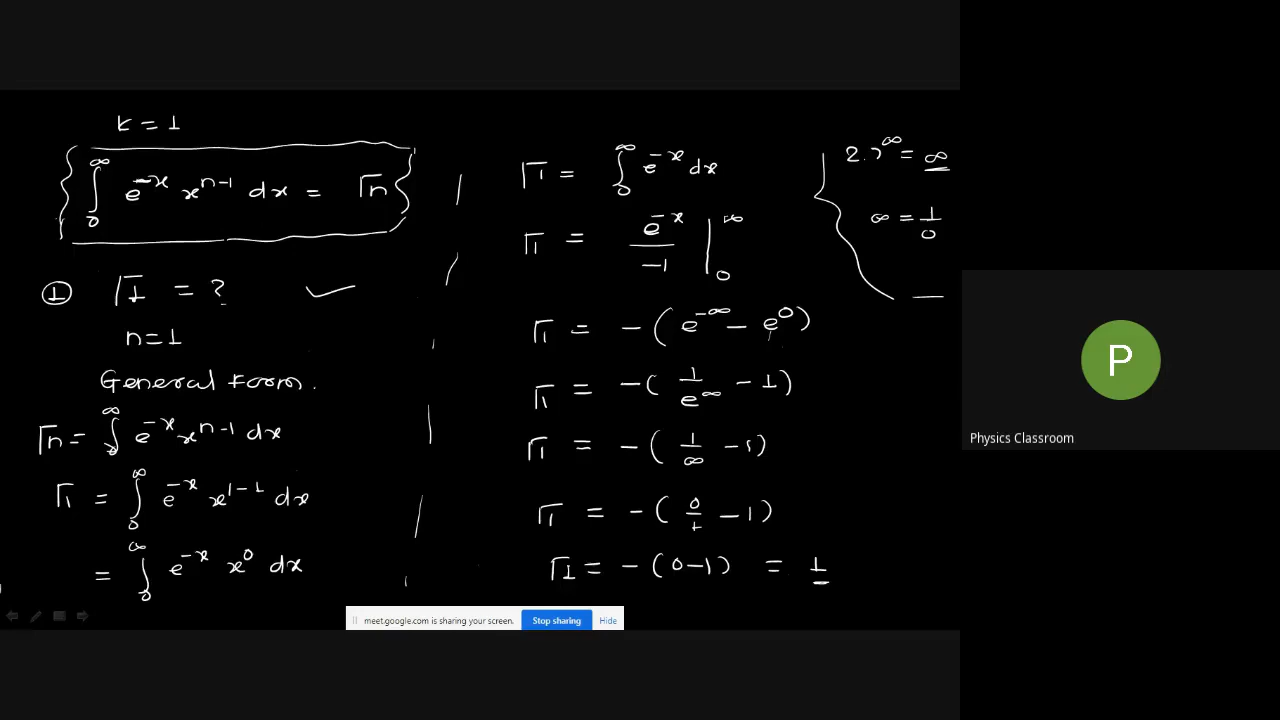 k = 1
∫₀^∞ e^{-x} x^{n-1} dx = Γn
① Γ1 = ?
n = 1
General Form.
Γn = ∫₀^∞ e^{-x} x^{n-1} dx
Γ1 = ∫₀^∞ e^{-x} x^{1-1} dx
= ∫₀^∞ e^{-x} x^0 dx
Γ1 = ∫₀^∞ e^{-x} dx
Γ1 = e^{-x}/-1 |₀^∞
Γ1 = -(e^{-∞} - e^0)
Γ1 = -(1/e^∞ - 1)
Γ1 = -(1/∞ - 1)
Γ1 = -(0/1 - 1)
Γ1 = -(0-1) = 1
2.7^∞ = ∞
∞ = 1/0
P
Physics Classroom
meet.google.com is sharing your screen. Stop sharing Hide